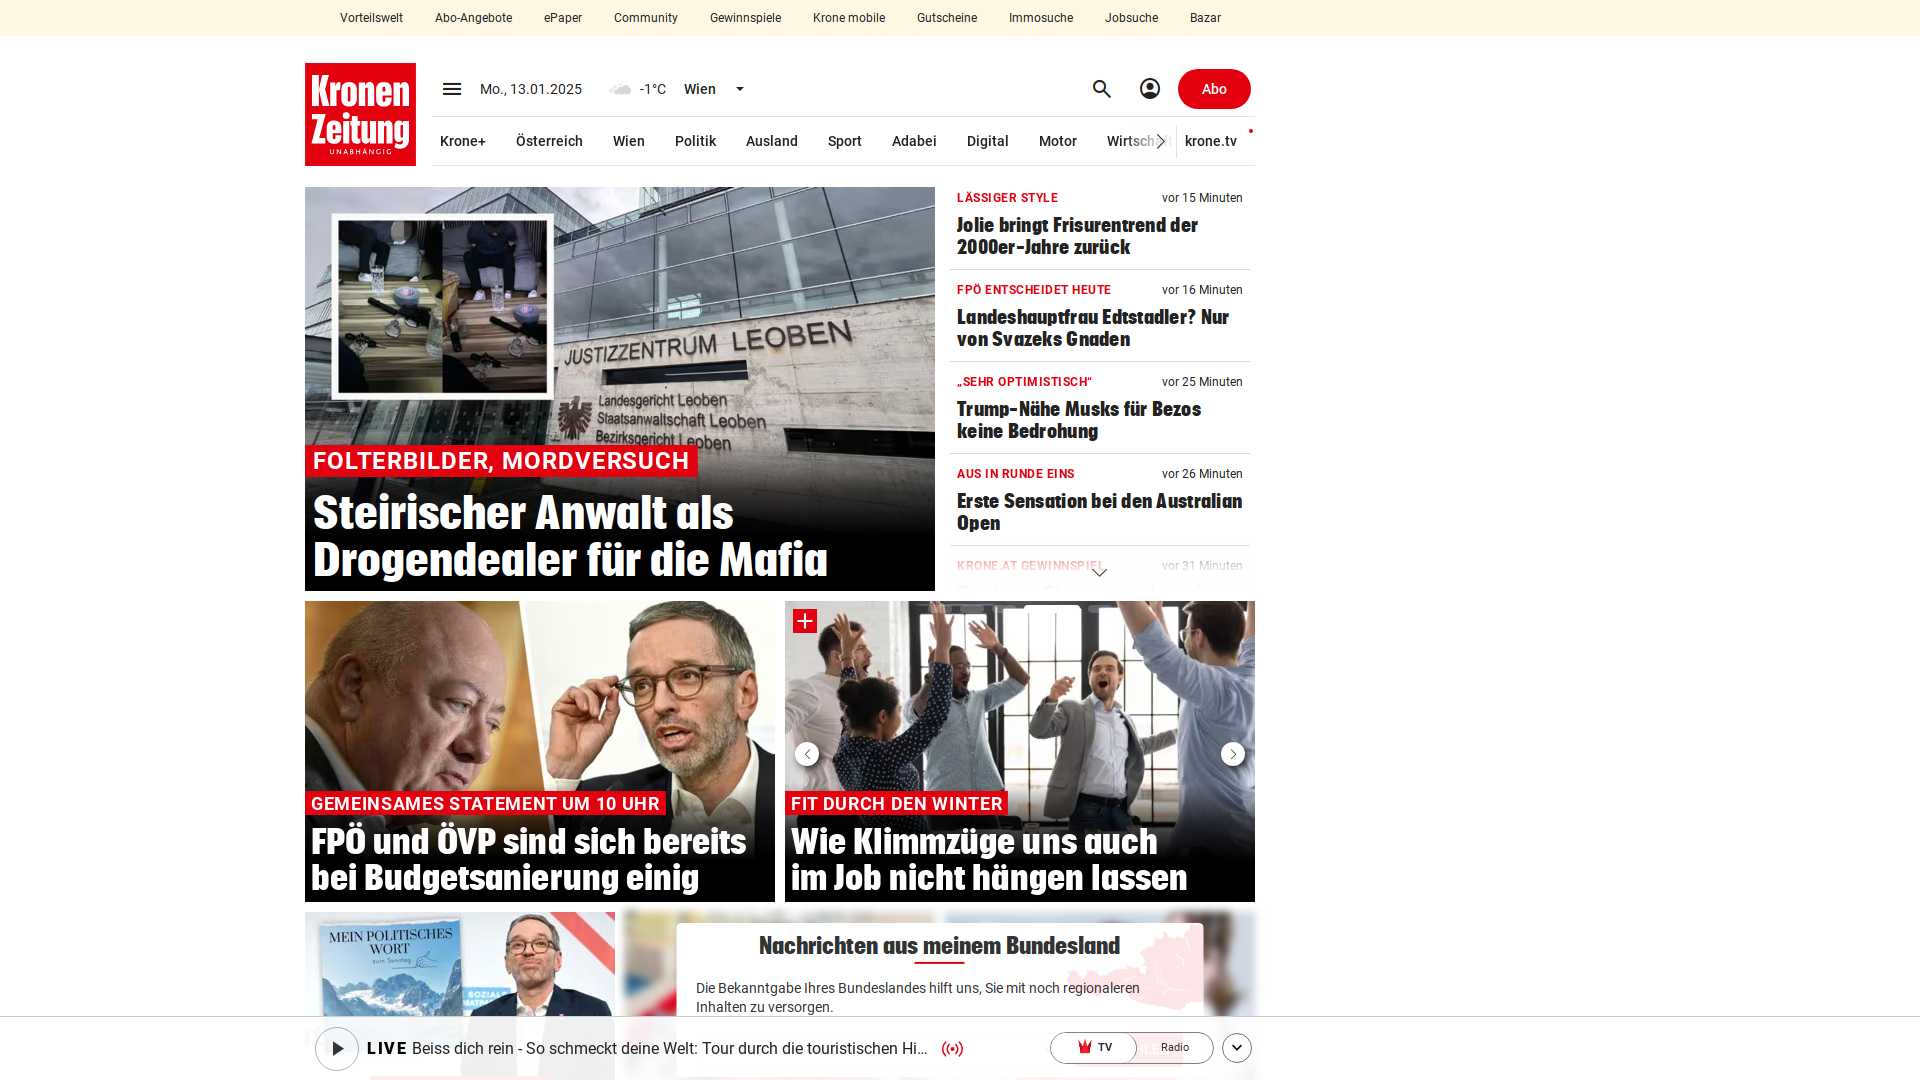 Vorteilswelt
Abo-Angebote
ePaper
Community
Gewinnspiele
Krone mobile
Gutscheine
Immosuche
Jobsuche
Bazar
Kronen
Zeitung
UNABHÄNGIG
Mo., 13.01.2025
-1°C
Wien
Abo
Krone+
Österreich
Wien
Politik
Ausland
Sport
Adabei
Digital
Motor
Wirtschaft
krone.tv
JUSTIZZENTRUM LEOBEN
Landesgericht Leoben
Staatsanwaltschaft Leoben
Bezirksgericht Leoben
FOLTERBILDER, MORDVERSUCH
Steirischer Anwalt als
Drogendealer für die Mafia
LÄSSIGER STYLE
vor 15 Minuten
Jolie bringt Frisurentrend der
2000er-Jahre zurück
FPÖ ENTSCHEIDET HEUTE
vor 16 Minuten
Landeshauptfrau Edtstadler? Nur
von Svazeks Gnaden
„SEHR OPTIMISTISCH“
vor 25 Minuten
Trump-Nähe Musks für Bezos
keine Bedrohung
AUS IN RUNDE EINS
vor 26 Minuten
Erste Sensation bei den Australian
Open
KRONE.AT GEWINNSPIEL
vor 31 Minuten
GEMEINSAMES STATEMENT UM 10 UHR
FPÖ und ÖVP sind sich bereits
bei Budgetsanierung einig
FIT DURCH DEN WINTER
Wie Klimmzüge uns auch
im Job nicht hängen lassen
MEIN POLITISCHES
WORT
zum Sonntag
SOZIAL
Nachrichten aus meinem Bundesland
Die Bekanntgabe Ihres Bundeslandes hilft uns, Sie mit noch regionaleren
Inhalten zu versorgen.
LIVE Beiss dich rein - So schmeckt deine Welt: Tour durch die touristischen Hi...
TV
Radio